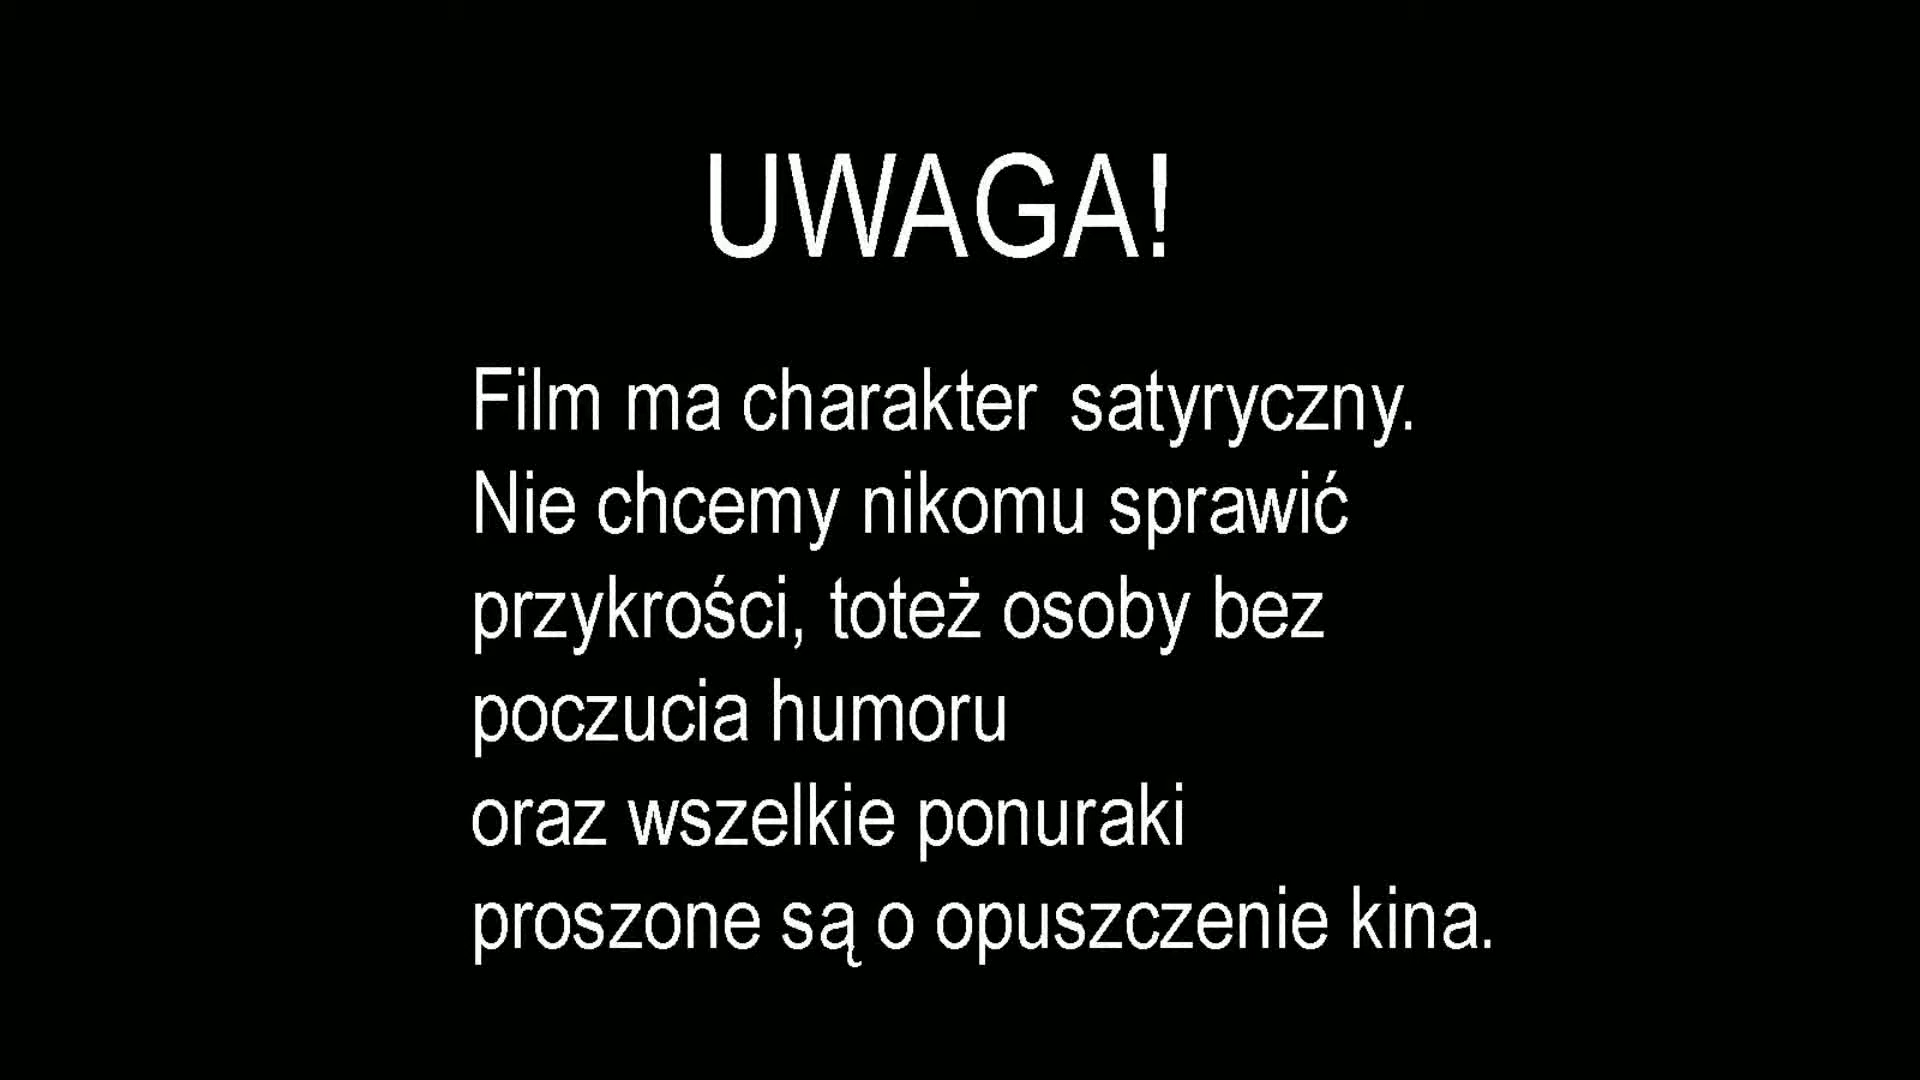 UWAGA!
Film ma charakter satyryczny.
Nie chcemy nikomu sprawić
przykrości, toteż osoby bez
poczucia humoru
oraz wszelkie ponuraki
proszone są o opuszczenie kina.